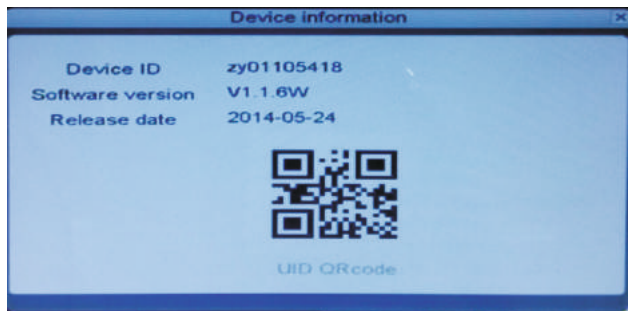 Device information
Device ID zy01105418
Software version V1.1.6W
Release date 2014-05-24
UID QRcode